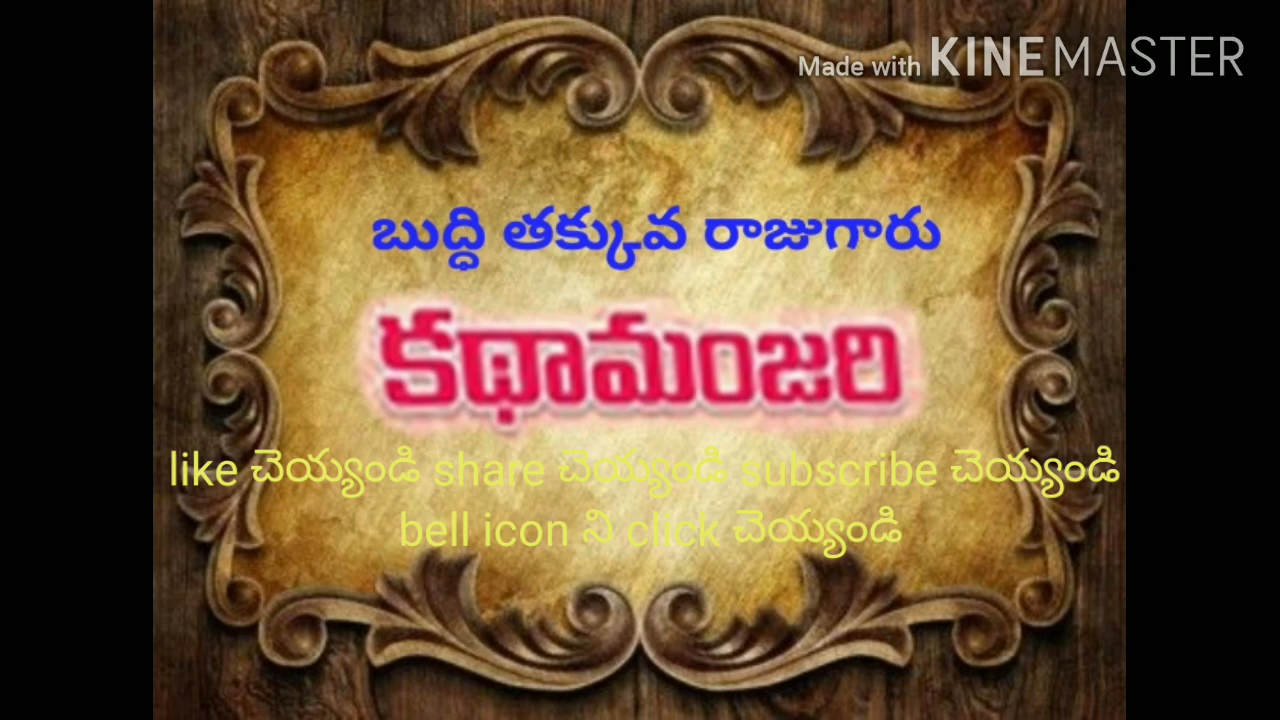 Made with KINEMASTER
బుద్ధి తక్కువ రాజుగారు
కథామంజరి
like చెయ్యండి share చెయ్యండి subscribe చెయ్యండి
bell icon ని click చెయ్యండి